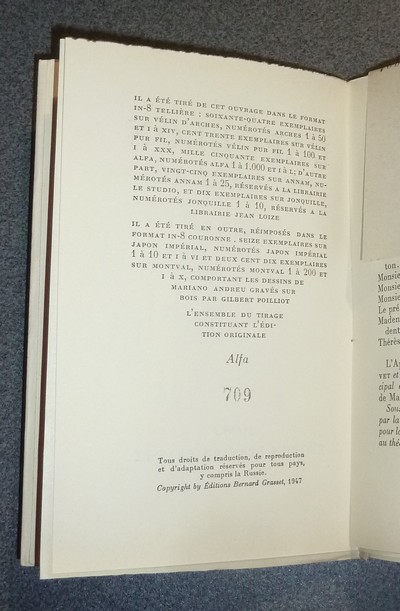 IL A ÉTÉ TIRÉ DE CET OUVRAGE DANS LE FORMAT
IN-8 TELLIÈRE : SOIXANTE-QUATRE EXEMPLAIRES
SUR VÉLIN D'ARCHES, NUMÉROTÉS ARCHES 1 à 50
ET I à XIV, CENT TRENTE EXEMPLAIRES SUR VÉLIN
PUR FIL, NUMÉROTÉS VÉLIN PUR FIL 1 à 100 ET
I à XXX, MILLE CINQUANTE EXEMPLAIRES SUR
ALFA, NUMÉROTÉS ALFA 1 à 1.000 ET I à L; D'AUTRE
PART, VINGT-CINQ EXEMPLAIRES SUR ANNAM, NU-
MÉROTÉS ANNAM 1 à 25, RÉSERVÉS A LA LIBRAIRIE
LE STUDIO, ET DIX EXEMPLAIRES SUR JONQUILLE,
NUMÉROTÉS JONQUILLE 1 à 10, RÉSERVÉS A LA
LIBRAIRIE JEAN LOIZE
IL A ÉTÉ TIRÉ EN OUTRE, RÉIMPOSÉS DANS LE
FORMAT IN-8 COURONNE, SEIZE EXEMPLAIRES SUR
JAPON IMPÉRIAL, NUMÉROTÉS JAPON IMPÉRIAL
1 à 10 ET I à VI ET DEUX CENT DIX EXEMPLAIRES
SUR MONTVAL, NUMÉROTÉS MONTVAL 1 à 200 ET
I à X, COMPORTANT LES DESSINS DE
MARIANO ANDREU GRAVÉS SUR
BOIS PAR GILBERT POILLIOT
L'ENSEMBLE DU TIRAGE
CONSTITUANT L'ÉDI-
TION ORIGINALE
Alfa
709
Tous droits de traduction, de reproduction
et d'adaptation réservés pour tous pays,
y compris la Russie.
Copyright by Éditions Bernard Grasset, 1947
ton.
Monsie
Monsie
Monsie
Le pré
Madem
dent
Thérès
L'A
VET et
cipal
de Ma
Sous
par la
pour la
au thé